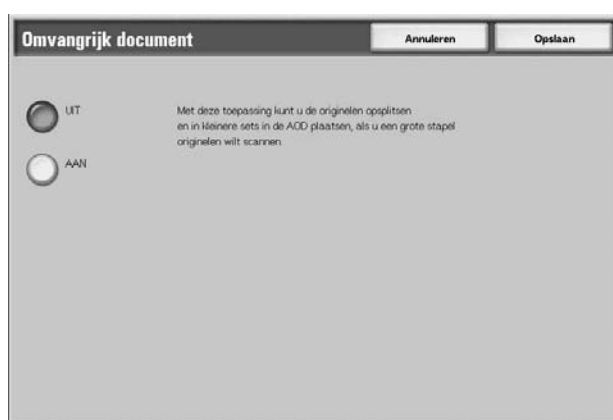 Omvangrijk document
Annuleren
Opslaan
UIT
Met deze toepassing kunt u de originelen opsplitsen
en in kleinere sets in de AOD plaatsen, als u een grote stapel
originelen wilt scannen.
AAN